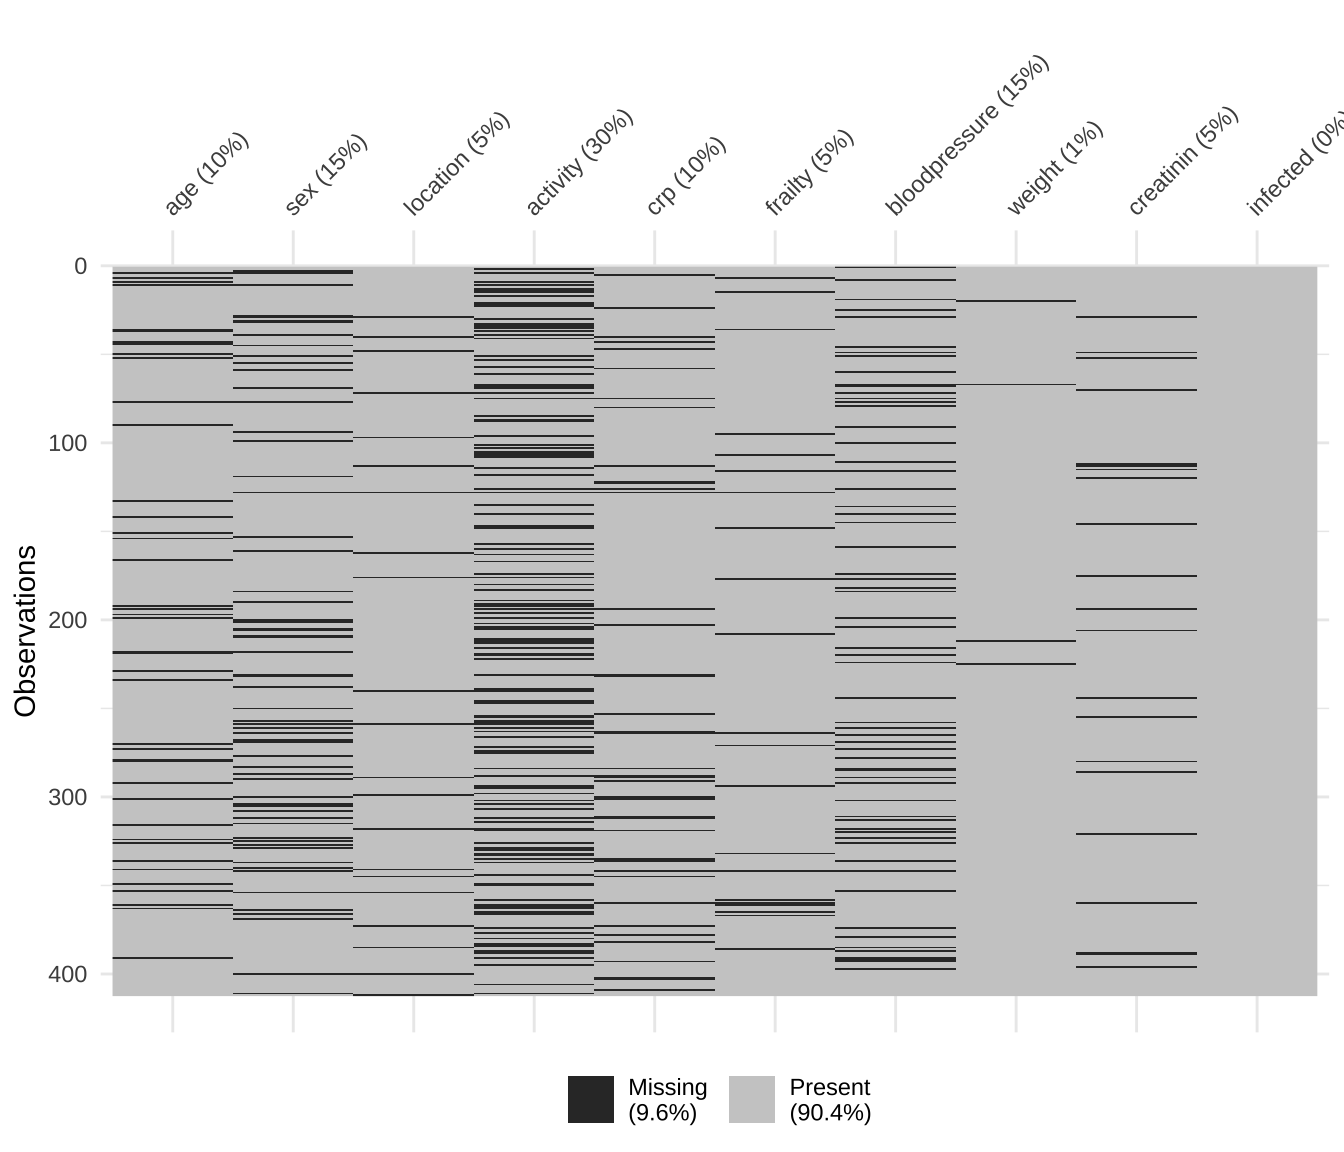 age (10%)
sex (15%)
location (5%)
activity (30%)
crp (10%)
frailty (5%)
bloodpressure (15%)
weight (1%)
creatinin (5%)
infected (0%
0
100
200
300
400
Observations
Missing
(9.6%)
Present
(90.4%)